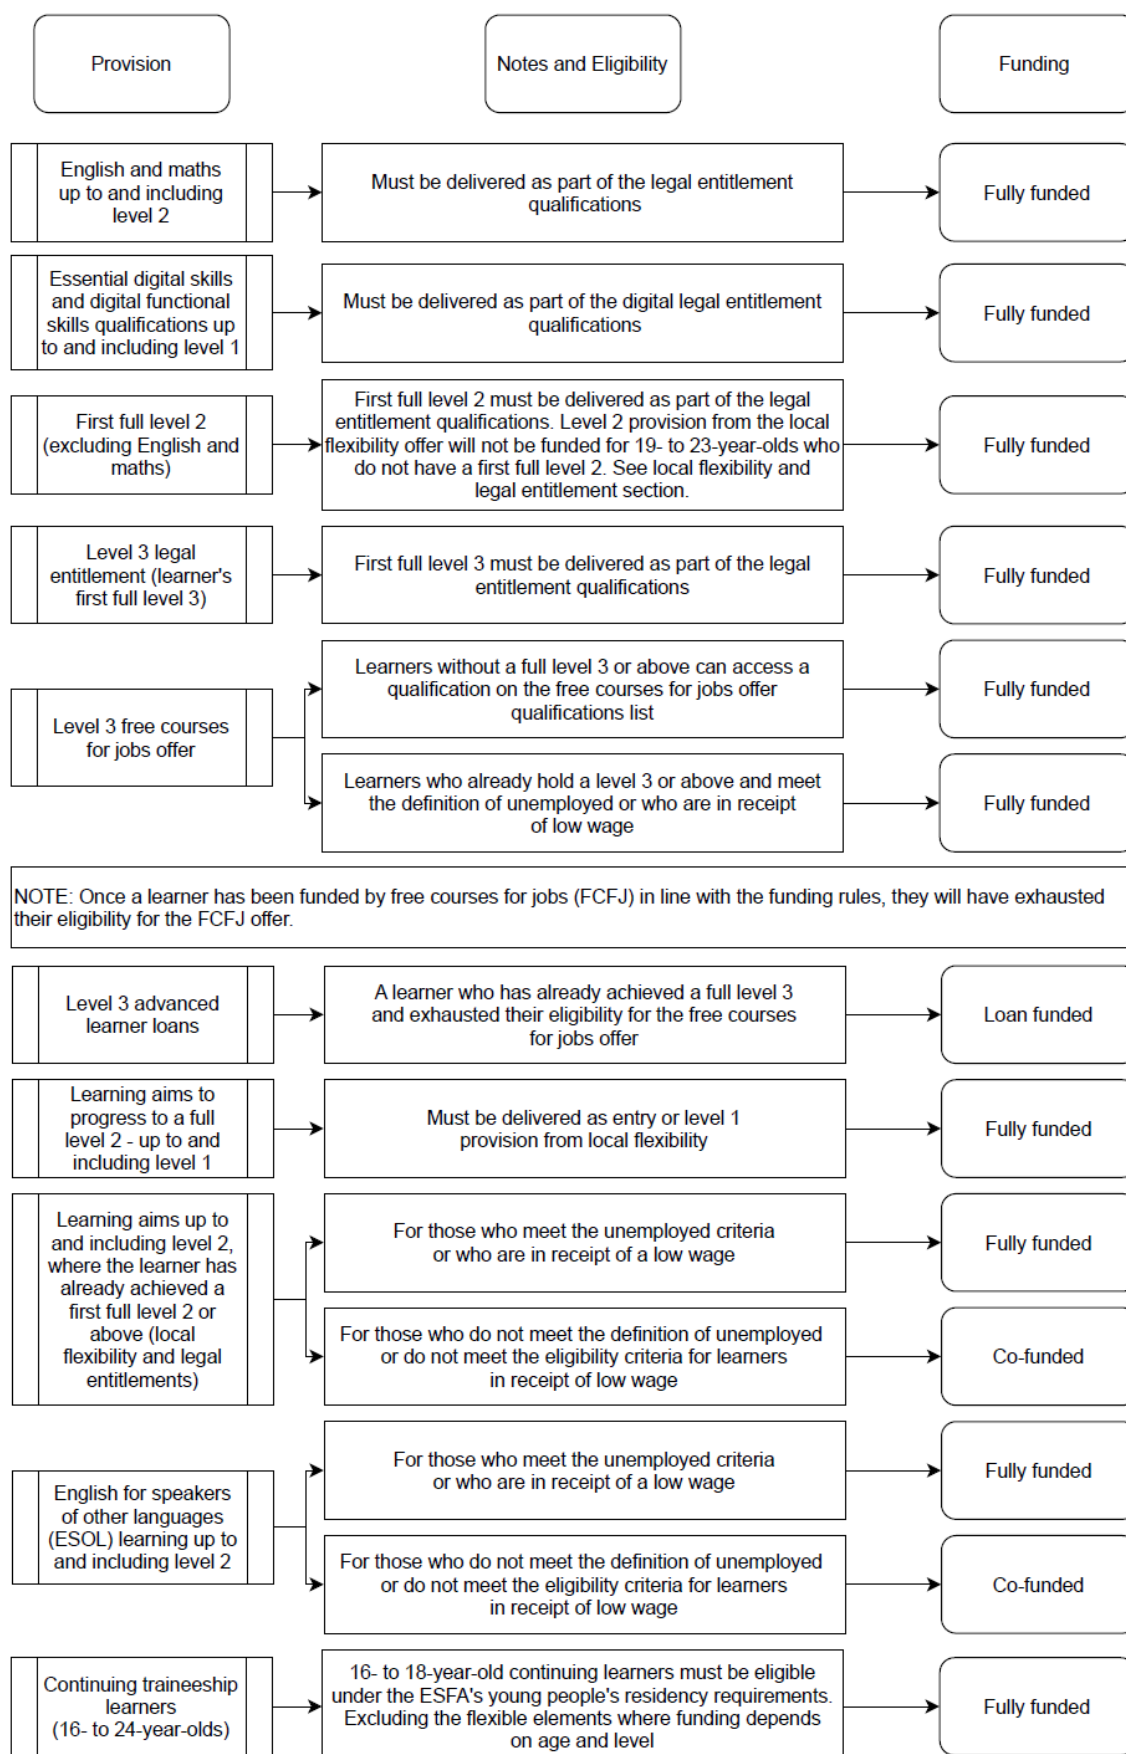 Provision
Notes and Eligibility
Funding
English and maths
up to and including
level 2
Must be delivered as part of the legal entitlement
qualifications
Fully funded
Essential digital skills
and digital functional
skills qualifications up
to and including level 1
Must be delivered as part of the digital legal entitlement
qualifications
Fully funded
First full level 2
(excluding English and
maths)
First full level 2 must be delivered as part of the legal
entitlement qualifications. Level 2 provision from the local
flexibility offer will not be funded for 19- to 23-year-olds who
do not have a first full level 2. See local flexibility and
legal entitlement section.
Fully funded
Level 3 legal
entitlement (learner's
first full level 3)
First full level 3 must be delivered as part of the legal
entitlement qualifications
Fully funded
Level 3 free courses
for jobs offer
Learners without a full level 3 or above can access a
qualification on the free courses for jobs offer
qualifications list
Fully funded
Learners who already hold a level 3 or above and meet
the definition of unemployed or who are in receipt
of low wage
Fully funded
NOTE: Once a learner has been funded by free courses for jobs (FCFJ) in line with the funding rules, they will have exhausted
their eligibility for the FCFJ offer.
Level 3 advanced
learner loans
A learner who has already achieved a full level 3
and exhausted their eligibility for the free courses
for jobs offer
Loan funded
Learning aims to
progress to a full
level 2 - up to and
including level 1
Must be delivered as entry or level 1
provision from local flexibility
Fully funded
Learning aims up to
and including level 2,
where the learner has
already achieved a
first full level 2 or
above (local
flexibility and legal
entitlements)
For those who meet the unemployed criteria
or who are in receipt of a low wage
Fully funded
For those who do not meet the definition of unemployed
or do not meet the eligibility criteria for learners
in receipt of low wage
Co-funded
English for speakers
of other languages
(ESOL) learning up to
and including level 2
For those who meet the unemployed criteria
or who are in receipt of a low wage
Fully funded
For those who do not meet the definition of unemployed
or do not meet the eligibility criteria for learners
in receipt of low wage
Co-funded
Continuing traineeship
learners
(16- to 24-year-olds)
16- to 18-year-old continuing learners must be eligible
under the ESFA's young people's residency requirements.
Excluding the flexible elements where funding depends
on age and level
Fully funded